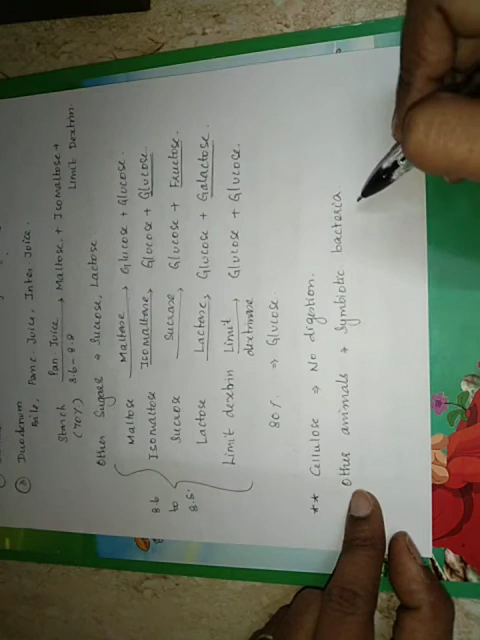 ③ Duodenum
Bile, Panc Juice, Inter Juice.
Starch Pan Juice → Maltose + Isomaltose +
(70%) 8.6-8.8 Limit Dextrin
Other Sugars → Sucrose, Lactose
Maltose Maltase → Glucose + Glucose.
Isomaltose Isomaltase → Glucose + Glucose.
Sucrose Sucrase → Glucose + Fructose.
Lactose Lactase → Glucose + Galactose.
Limit dextrin Limit dextrinase → Glucose + Glucose.
8.6 to 8.8.
80% ⇒ Glucose.
** Cellulose ⇒ No digestion.
Other animals → Symbiotic bacteria.